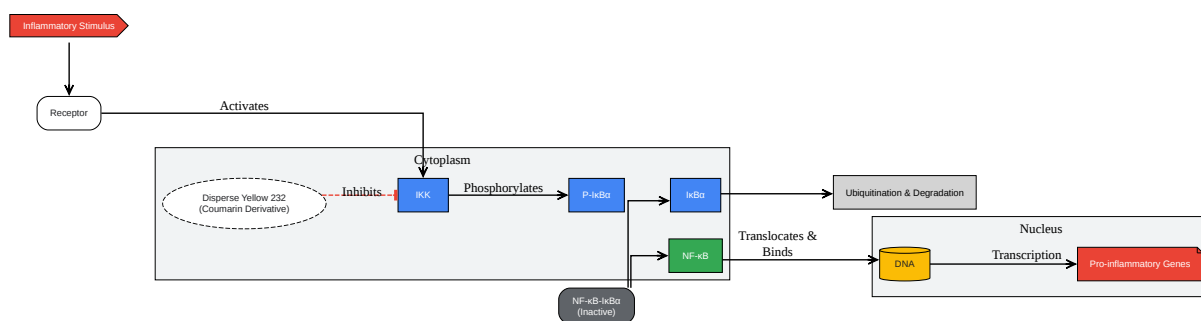 Inflammatory Stimulus
Receptor
Activates
Cytoplasm
Disperse Yellow 232
(Coumarin Derivative)
Inhibits
IKK
Phosphorylates
P-IκBα
IκBα
Ubiquitination & Degradation
NF-κB
Translocates &
Binds
Nucleus
DNA
Transcription
Pro-inflammatory Genes
NF-κB-IκBα
(Inactive)